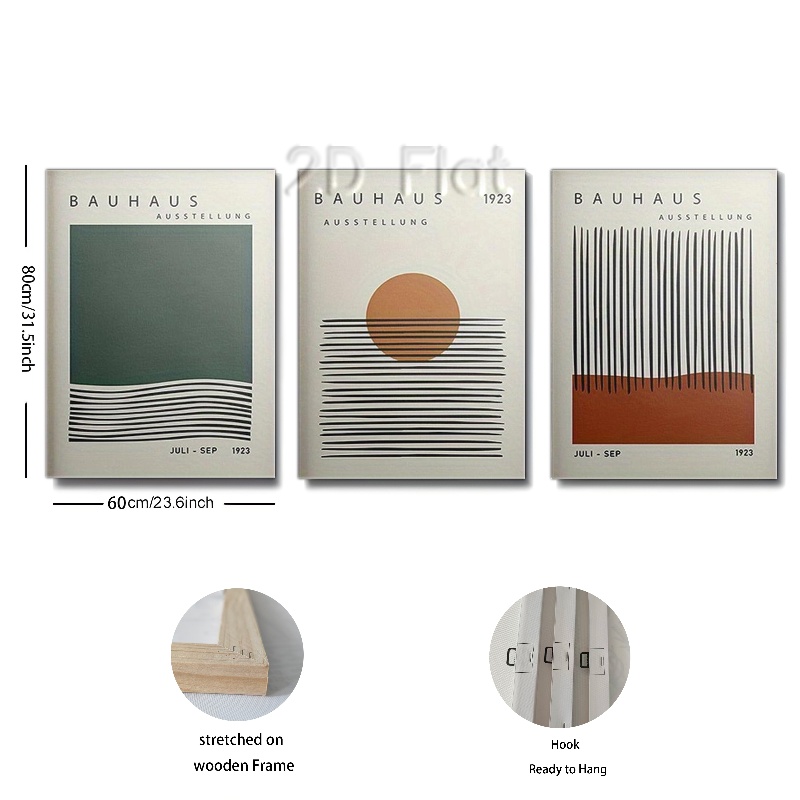 2D Flat
BAUHAUS
AUSSTELLUNG
JULI - SEP 1923
BAUHAUS 1923
AUSSTELLUNG
BAUHAUS
AUSSTELLUNG
JULI - SEP 1923
80cm/31.5inch
60cm/23.6inch
stretched on
wooden Frame
Hook
Ready to Hang